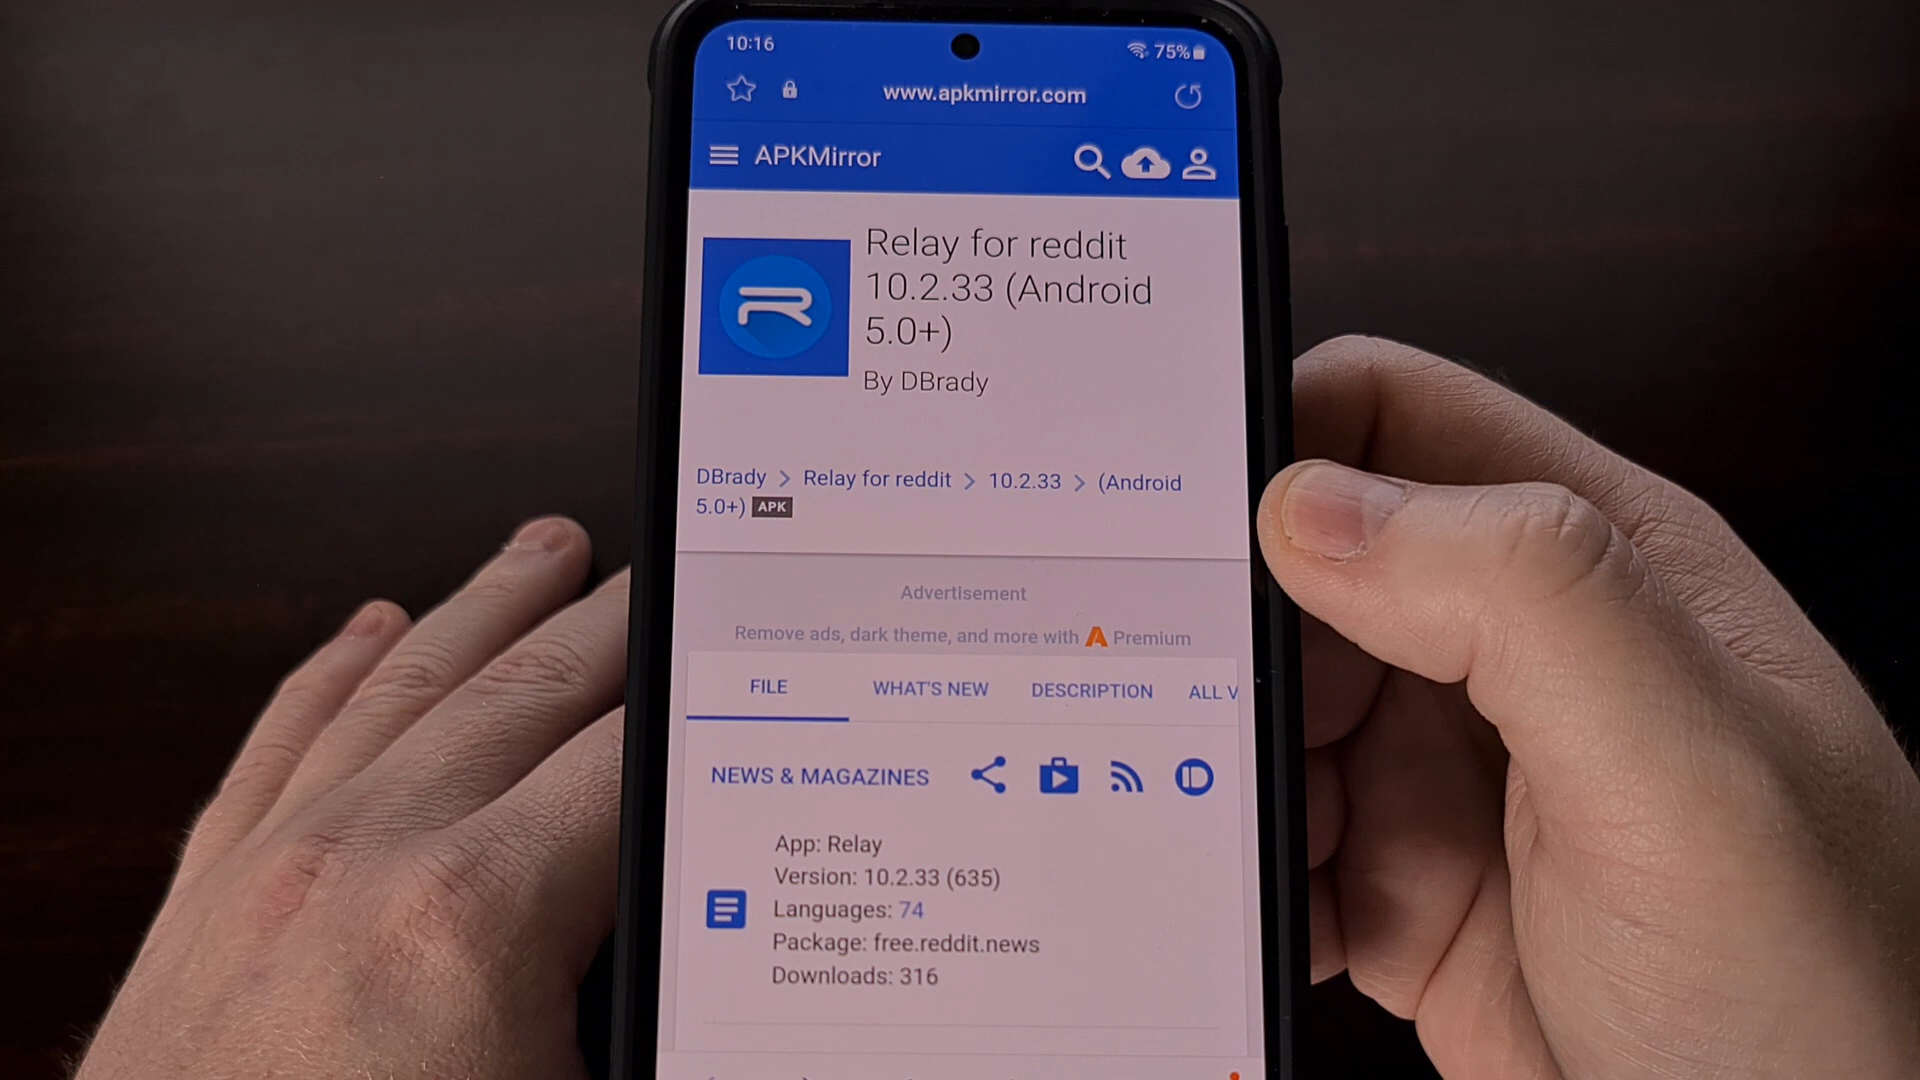 10:16
75%
www.apkmirror.com
APKMirror
Relay for reddit
10.2.33 (Android
5.0+)
By DBrady
DBrady > Relay for reddit > 10.2.33 > (Android
5.0+) APK
Advertisement
Remove ads, dark theme, and more with A Premium
FILE WHAT'S NEW DESCRIPTION ALL V
NEWS & MAGAZINES
App: Relay
Version: 10.2.33 (635)
Languages: 74
Package: free.reddit.news
Downloads: 316